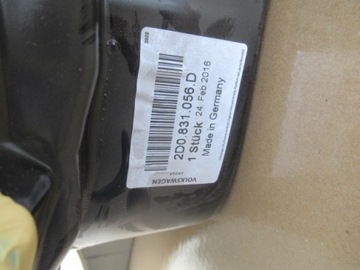 2D0.831.056.D
1 Stück 24. Feb. 2016
Made in Germany
VOLKSWAGEN